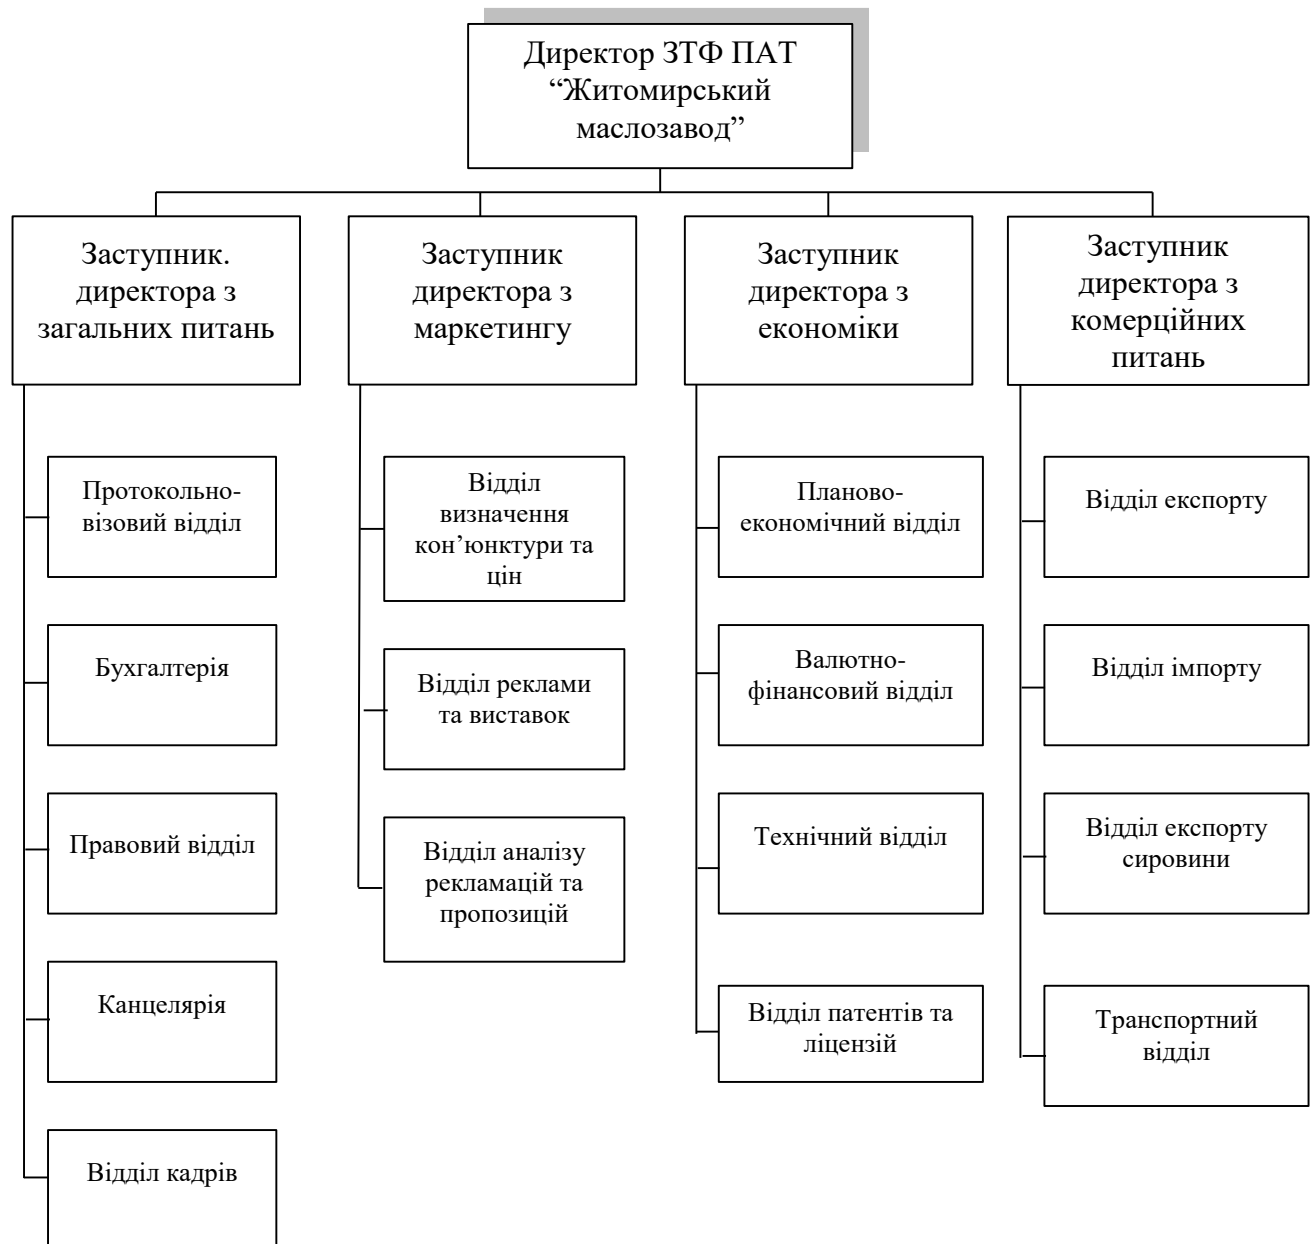 Директор ЗТФ ПАТ
“Житомирський
маслозавод”
Заступник.
директора з
загальних питань
Заступник
директора з
маркетингу
Заступник
директора з
економіки
Заступник
директора з
комерційних
питань
Протокольно-
візовий відділ
Бухгалтерія
Правовий відділ
Канцелярія
Відділ кадрів
Відділ
визначення
кон’юнктури та
цін
Відділ реклами
та виставок
Відділ аналізу
рекламацій та
пропозицій
Планово-
економічний відділ
Валютно-
фінансовий відділ
Технічний відділ
Відділ патентів та
ліцензій
Відділ експорту
Відділ імпорту
Відділ експорту
сировини
Транспортний
відділ